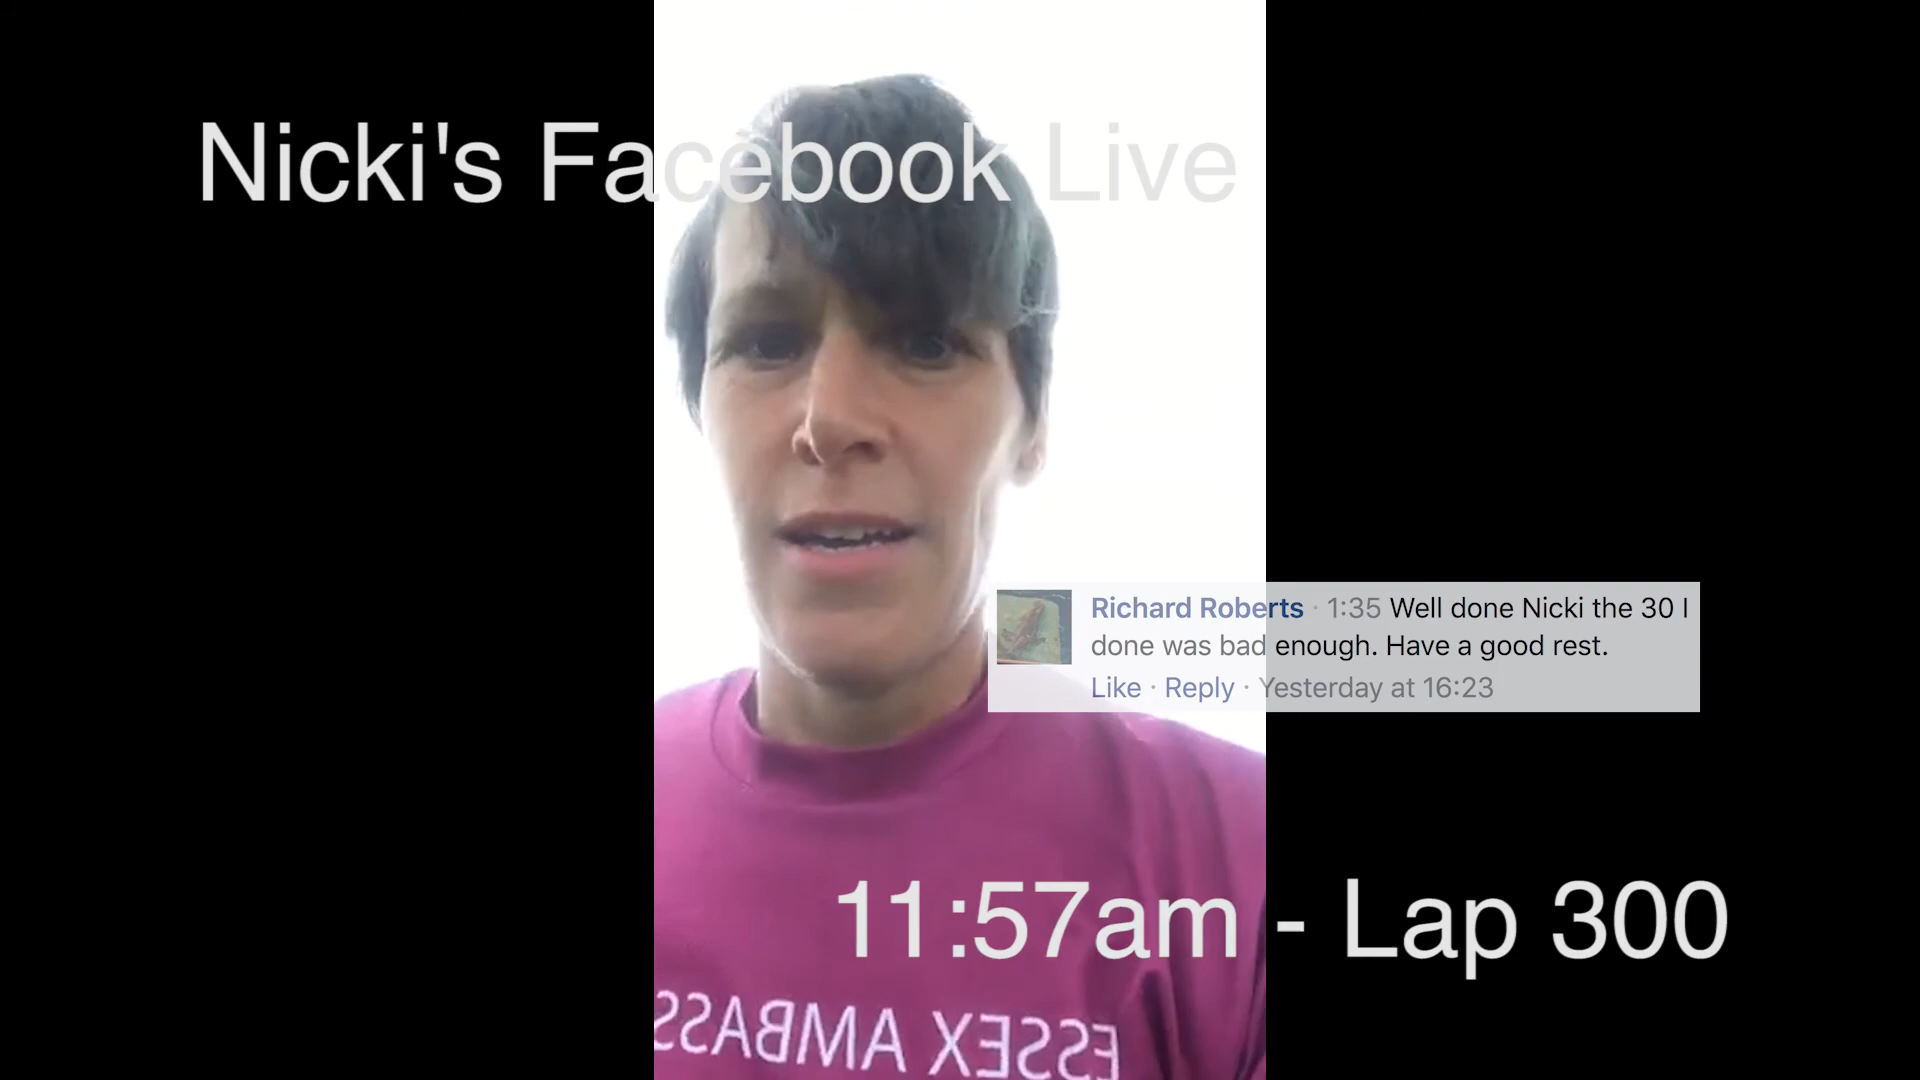 Nicki's Facebook Live
Richard Roberts · 1:35 Well done Nicki the 30 I
done was bad enough. Have a good rest.
Like · Reply · Yesterday at 16:23
11:57am - Lap 300
ESSEX AMBASS